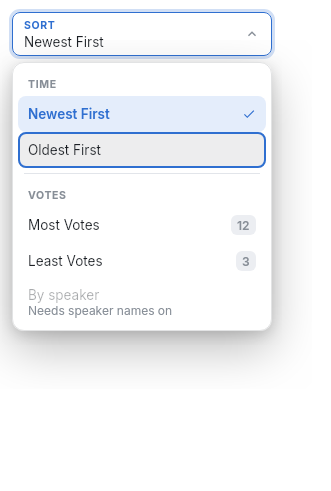 SORT
Newest First
TIME
Newest First
Oldest First
VOTES
Most Votes 12
Least Votes 3
By speaker
Needs speaker names on